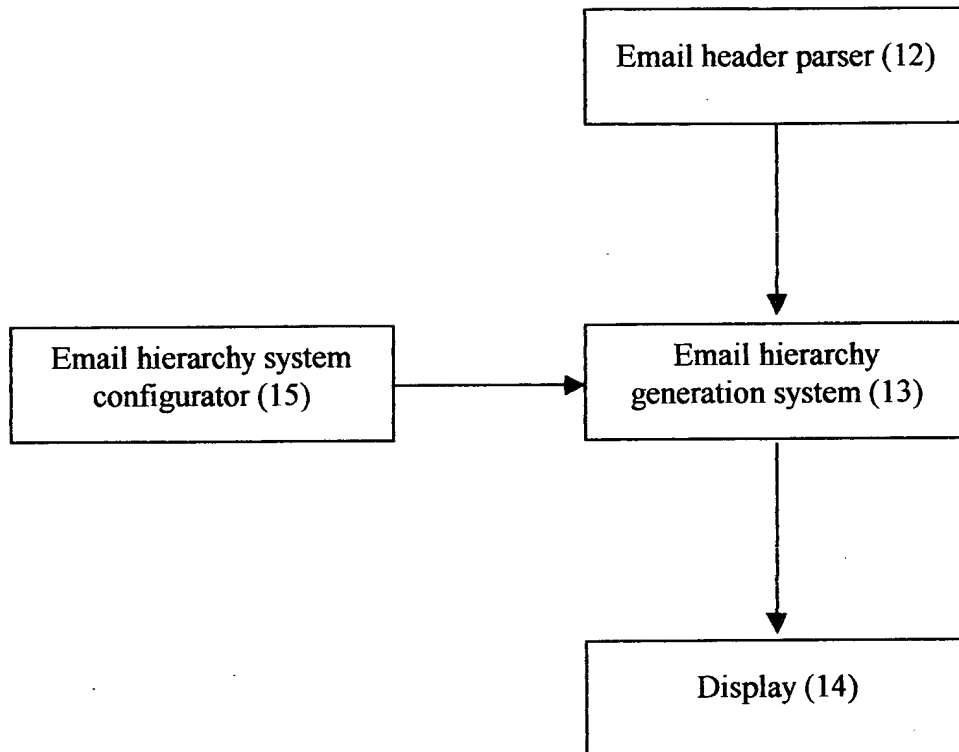 Email header parser (12)
Email hierarchy system
configurator (15)
Email hierarchy
generation system (13)
Display (14)